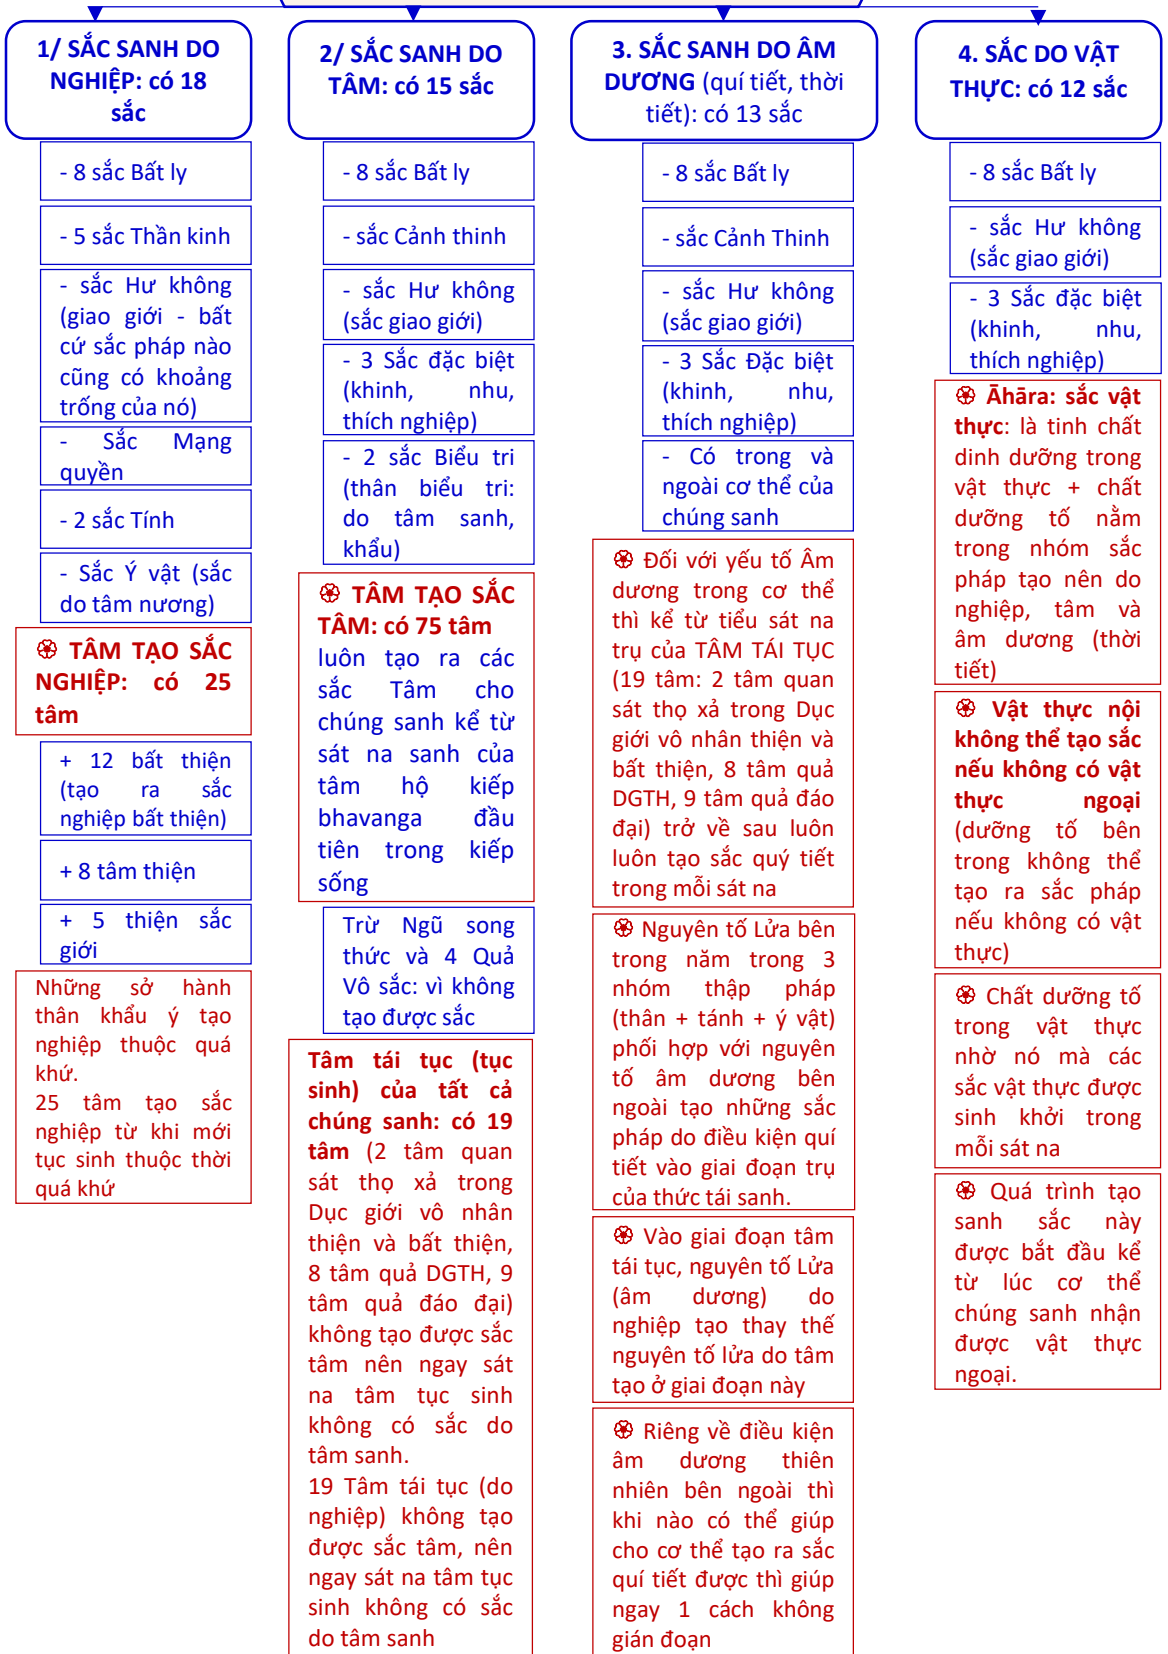 1/ SẮC SANH DO
NGHIỆP: có 18
sắc
- 8 sắc Bất ly
- 5 sắc Thần kinh
- sắc Hư không
(giao giới - bất
cứ sắc pháp nào
cũng có khoảng
trống của nó)
- Sắc Mạng
quyền
- 2 sắc Tính
- Sắc Ý vật (sắc
do tâm nương)
֍ TÂM TẠO SẮC
NGHIỆP: có 25
tâm
+ 12 bất thiện
(tạo ra sắc
nghiệp bất thiện)
+ 8 tâm thiện
+ 5 thiện sắc
giới
Những sở hành
thân khẩu ý tạo
nghiệp thuộc quá
khứ.
25 tâm tạo sắc
nghiệp từ khi mới
tục sinh thuộc thời
quá khứ
2/ SẮC SANH DO
TÂM: có 15 sắc
- 8 sắc Bất ly
- sắc Cảnh thinh
- sắc Hư không
(sắc giao giới)
- 3 Sắc đặc biệt
(khinh, nhu,
thích nghiệp)
- 2 sắc Biểu tri
(thân biểu tri:
do tâm sanh,
khẩu)
֍ TÂM TẠO SẮC
TÂM: có 75 tâm
luôn tạo ra các
sắc Tâm cho
chúng sanh kể từ
sát na sanh của
tâm hộ kiếp
bhavanga đầu
tiên trong kiếp
sống
Trừ Ngũ song
thức và 4 Quả
Vô sắc: vì không
tạo được sắc
Tâm tái tục (tục
sinh) của tất cả
chúng sanh: có 19
tâm (2 tâm quan
sát thọ xả trong
Dục giới vô nhân
thiện và bất thiện,
8 tâm quả DGTH, 9
tâm quả đáo đại)
không tạo được sắc
tâm nên ngay sát
na tâm tục sinh
không có sắc do
tâm sanh.
19 Tâm tái tục (do
nghiệp) không tạo
được sắc tâm, nên
ngay sát na tâm tục
sinh không có sắc
do tâm sanh
3. SẮC SANH DO ÂM
DƯƠNG (quí tiết, thời
tiết): có 13 sắc
- 8 sắc Bất ly
- sắc Cảnh Thinh
- sắc Hư không
(sắc giao giới)
- 3 Sắc Đặc biệt
(khinh, nhu,
thích nghiệp)
- Có trong và
ngoài cơ thể của
chúng sanh
֍ Đối với yếu tố Âm
dương trong cơ thể
thì kể từ tiểu sát na
trụ của TÂM TÁI TỤC
(19 tâm: 2 tâm quan
sát thọ xả trong Dục
giới vô nhân thiện và
bất thiện, 8 tâm quả
DGTH, 9 tâm quả đáo
đại) trở về sau luôn
luôn tạo sắc quý tiết
trong mỗi sát na
֍ Nguyên tố Lửa bên
trong năm trong 3
nhóm thập pháp
(thân + tánh + ý vật)
phối hợp với nguyên
tố âm dương bên
ngoài tạo những sắc
pháp do điều kiện quí
tiết vào giai đoạn trụ
của thức tái sanh.
֍ Vào giai đoạn tâm
tái tục, nguyên tố Lửa
(âm dương) do
nghiệp tạo thay thế
nguyên tố lửa do tâm
tạo ở giai đoạn này
֍ Riêng về điều kiện
âm dương thiên
nhiên bên ngoài thì
khi nào có thể giúp
cho cơ thể tạo ra sắc
quí tiết được thì giúp
ngay 1 cách không
gián đoạn
4. SẮC DO VẬT
THỰC: có 12 sắc
- 8 sắc Bất ly
- sắc Hư không
(sắc giao giới)
- 3 Sắc đặc biệt
(khinh, nhu,
thích nghiệp)
֍ Āhāra: sắc vật
thực: là tinh chất
dinh dưỡng trong
vật thực + chất
dưỡng tố nằm
trong nhóm sắc
pháp tạo nên do
nghiệp, tâm và
âm dương (thời
tiết)
֍ Vật thực nội
không thể tạo sắc
nếu không có vật
thực ngoại
(dưỡng tố bên
trong không thể
tạo ra sắc pháp
nếu không có vật
thực)
֍ Chất dưỡng tố
trong vật thực
nhờ nó mà các
sắc vật thực được
sinh khởi trong
mỗi sát na
֍ Quá trình tạo
sanh sắc này
được bắt đầu kể
từ lúc cơ thể
chúng sanh nhận
được vật thực
ngoại.